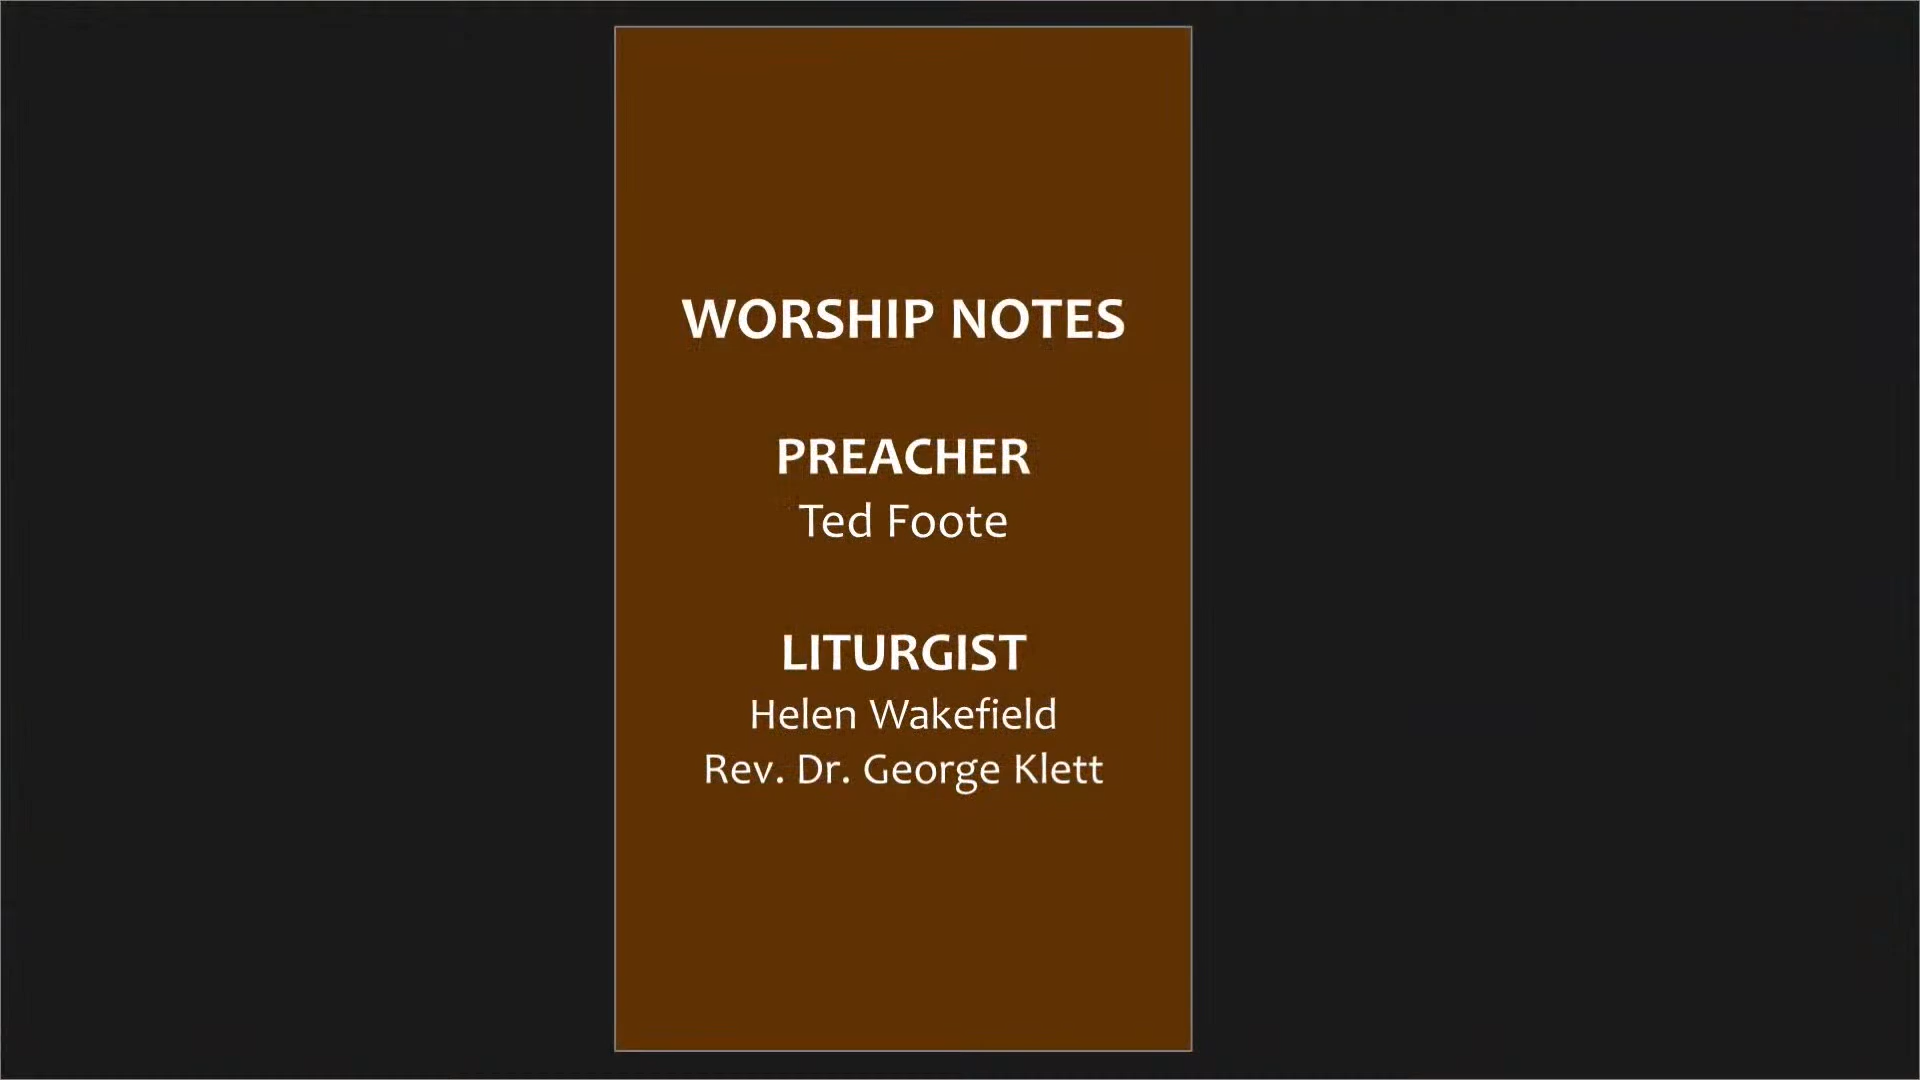 WORSHIP NOTES
PREACHER
Ted Foote
LITURGIST
Helen Wakefield
Rev. Dr. George Klett